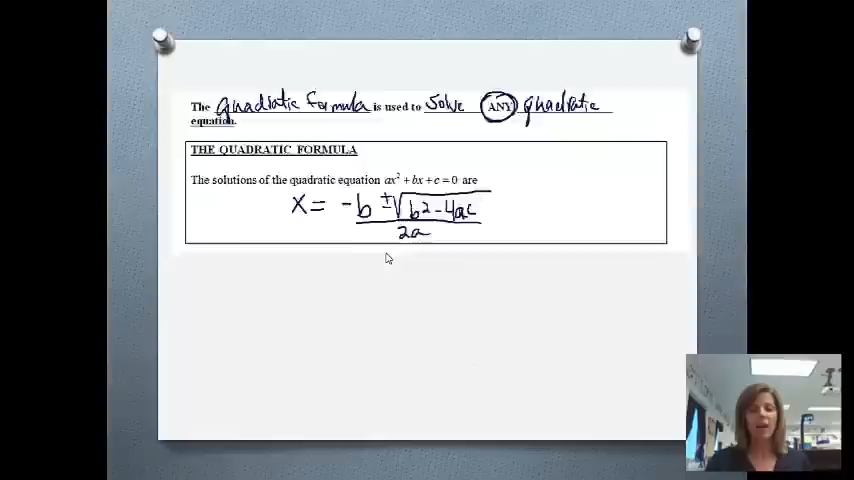 The quadratic formula is used to solve ANY quadratic
equation.
THE QUADRATIC FORMULA
The solutions of the quadratic equation ax² + bx + c = 0 are
x = -b ±√b² - 4ac
2a